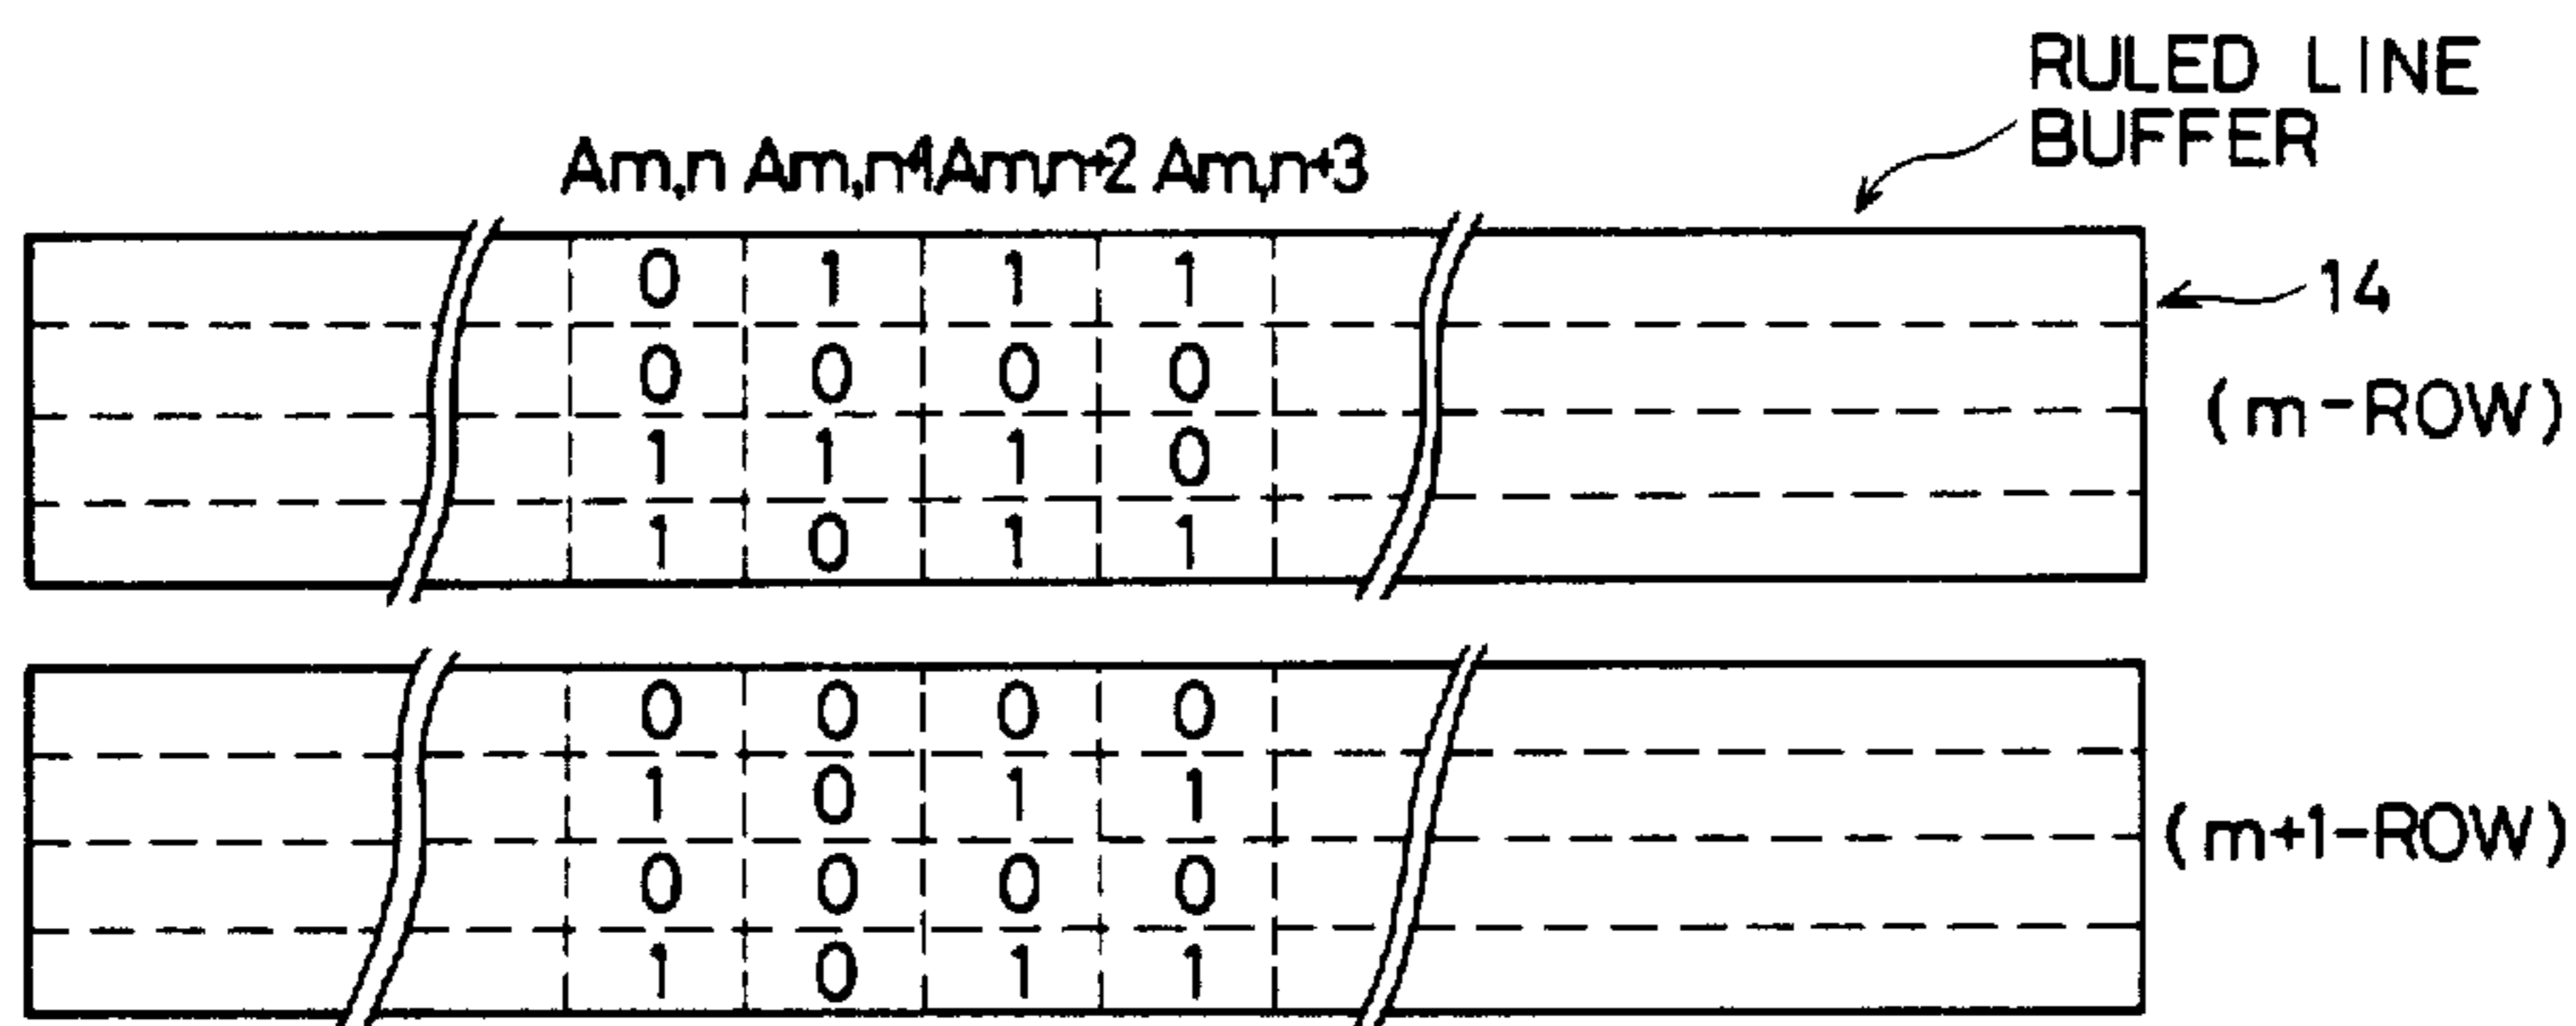 RULED LINE
BUFFER
Am,n Am,n+1 Am,n+2 Am,n+3
0 1 1 1
14
0 0 0 0
(m-ROW)
1 1 1 0
1 0 1 1
0 0 0 0
1 0 1 1
(m+1-ROW)
0 0 0 0
1 0 1 1